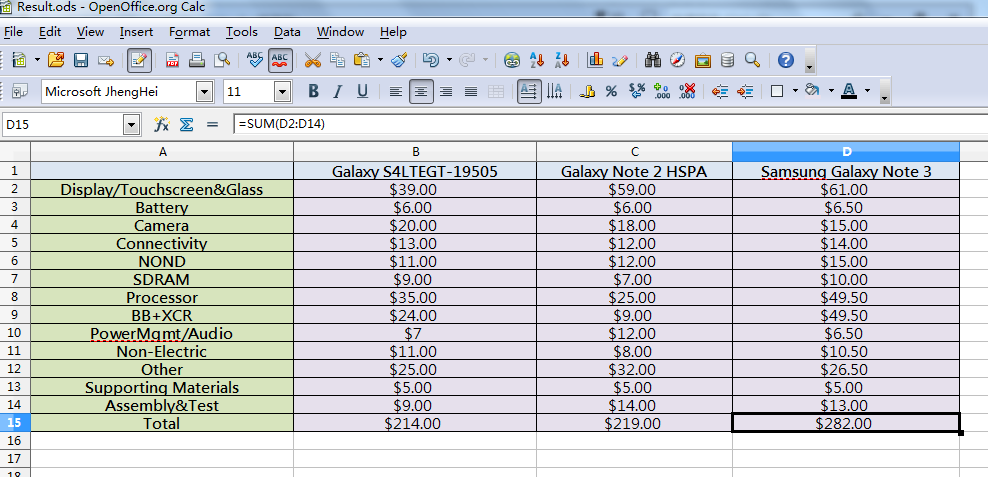 Result.ods - OpenOffice.org Calc
File Edit View Insert Format Tools Data Window Help
Microsoft JhengHei 11 B I U
D15 =SUM(D2:D14)
A B C D
1 Galaxy S4LTEGT-19505 Galaxy Note 2 HSPA Samsung Galaxy Note 3
2 Display/Touchscreen&Glass $39.00 $59.00 $61.00
3 Battery $6.00 $6.00 $6.50
4 Camera $20.00 $18.00 $15.00
5 Connectivity $13.00 $12.00 $14.00
6 NOND $11.00 $12.00 $15.00
7 SDRAM $9.00 $7.00 $10.00
8 Processor $35.00 $25.00 $49.50
9 BB+XCR $24.00 $9.00 $49.50
10 PowerMgmt/Audio $7 $12.00 $6.50
11 Non-Electric $11.00 $8.00 $10.50
12 Other $25.00 $32.00 $26.50
13 Supporting Materials $5.00 $5.00 $5.00
14 Assembly&Test $9.00 $14.00 $13.00
15 Total $214.00 $219.00 $282.00
16
17
18